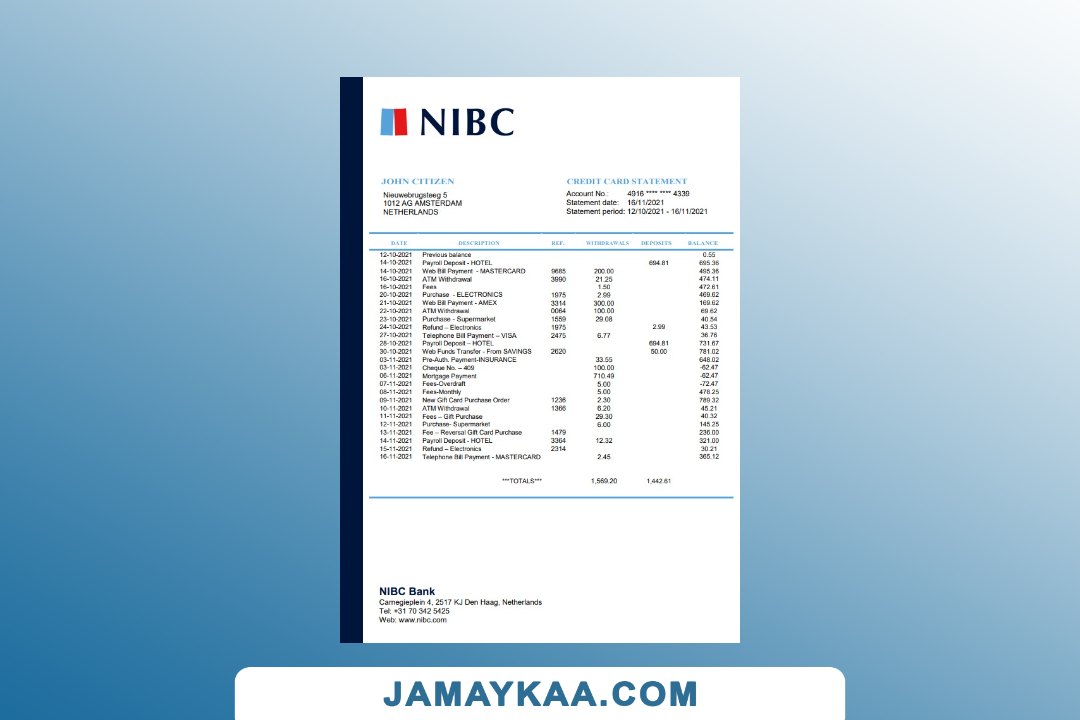 NIBC
JOHN CITIZEN
Nieuwebrugsteeg 5
1012 AG AMSTERDAM
NETHERLANDS
CREDIT CARD STATEMENT
Account No.: 4916 **** **** 4339
Statement date: 16/11/2021
Statement period: 12/10/2021 - 16/11/2021
DATE DESCRIPTION REF. WITHDRAWALS DEPOSITS BALANCE
12-10-2021 Previous balance 0.55
14-10-2021 Payroll Deposit - HOTEL 694.81 695.36
14-10-2021 Web Bill Payment - MASTERCARD 9685 200.00 495.36
16-10-2021 ATM Withdrawal 3990 21.25 474.11
16-10-2021 Fees 1.50 472.61
20-10-2021 Purchase - ELECTRONICS 1975 2.99 469.62
21-10-2021 Web Bill Payment - AMEX 3314 300.00 169.62
22-10-2021 ATM Withdrawal 0064 100.00 69.62
23-10-2021 Purchase - Supermarket 1559 29.08 40.54
24-10-2021 Refund – Electronics 1975 2.99 43.53
27-10-2021 Telephone Bill Payment – VISA 2475 6.77 36.76
28-10-2021 Payroll Deposit – HOTEL 694.81 731.67
30-10-2021 Web Funds Transfer - From SAVINGS 2620 50.00 781.02
03-11-2021 Pre-Auth. Payment-INSURANCE 33.55 648.02
03-11-2021 Cheque No. – 409 100.00 -62.47
06-11-2021 Mortgage Payment 710.49 -62.47
07-11-2021 Fees-Overdraft 5.00 -72.47
08-11-2021 Fees-Monthly 5.00 476.25
09-11-2021 New Gift Card Purchase Order 1236 2.30 789.32
10-11-2021 ATM Withdrawal 1366 6.20 45.21
11-11-2021 Fees – Gift Purchase 29.30 40.32
12-11-2021 Purchase- Supermarket 6.00 145.25
13-11-2021 Fee – Reversal Gift Card Purchase 1479 236.00
14-11-2021 Payroll Deposit - HOTEL 3364 12.32 321.00
15-11-2021 Refund – Electronics 2314 30.21
16-11-2021 Telephone Bill Payment - MASTERCARD 2.45 365.12
***TOTALS*** 1,569.20 1,442.61
NIBC Bank
Carnegieplein 4, 2517 KJ Den Haag, Netherlands
Tel: +31 70 342 5425
Web: www.nibc.com
JAMAYKAA.COM